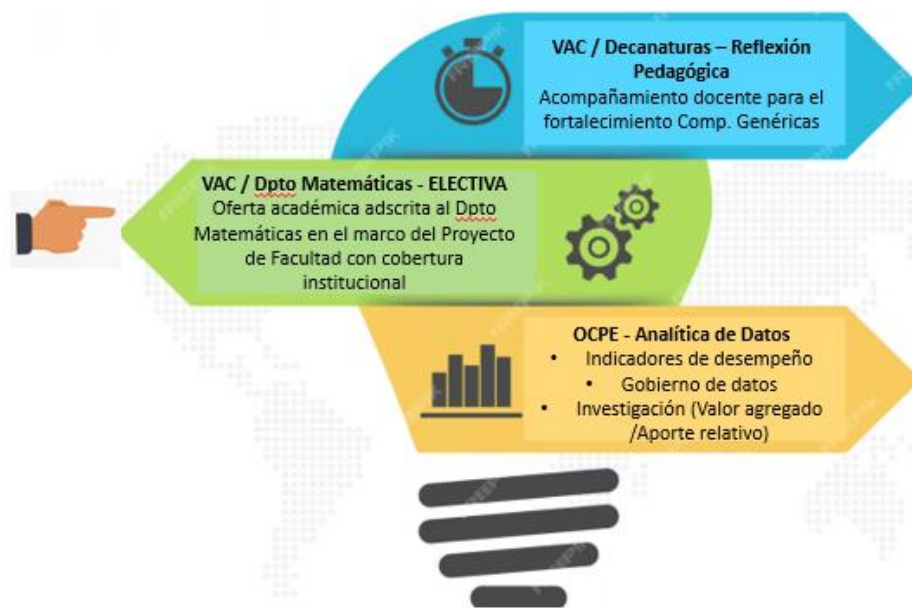 VAC / Decanaturas – Reflexión
Pedagógica
Acompañamiento docente para el
fortalecimiento Comp. Genéricas
VAC / Dpto Matemáticas - ELECTIVA
Oferta académica adscrita al Dpto
Matemáticas en el marco del Proyecto
de Facultad con cobertura
institucional
OCPE - Analítica de Datos
• Indicadores de desempeño
• Gobierno de datos
• Investigación (Valor agregado
/Aporte relativo)